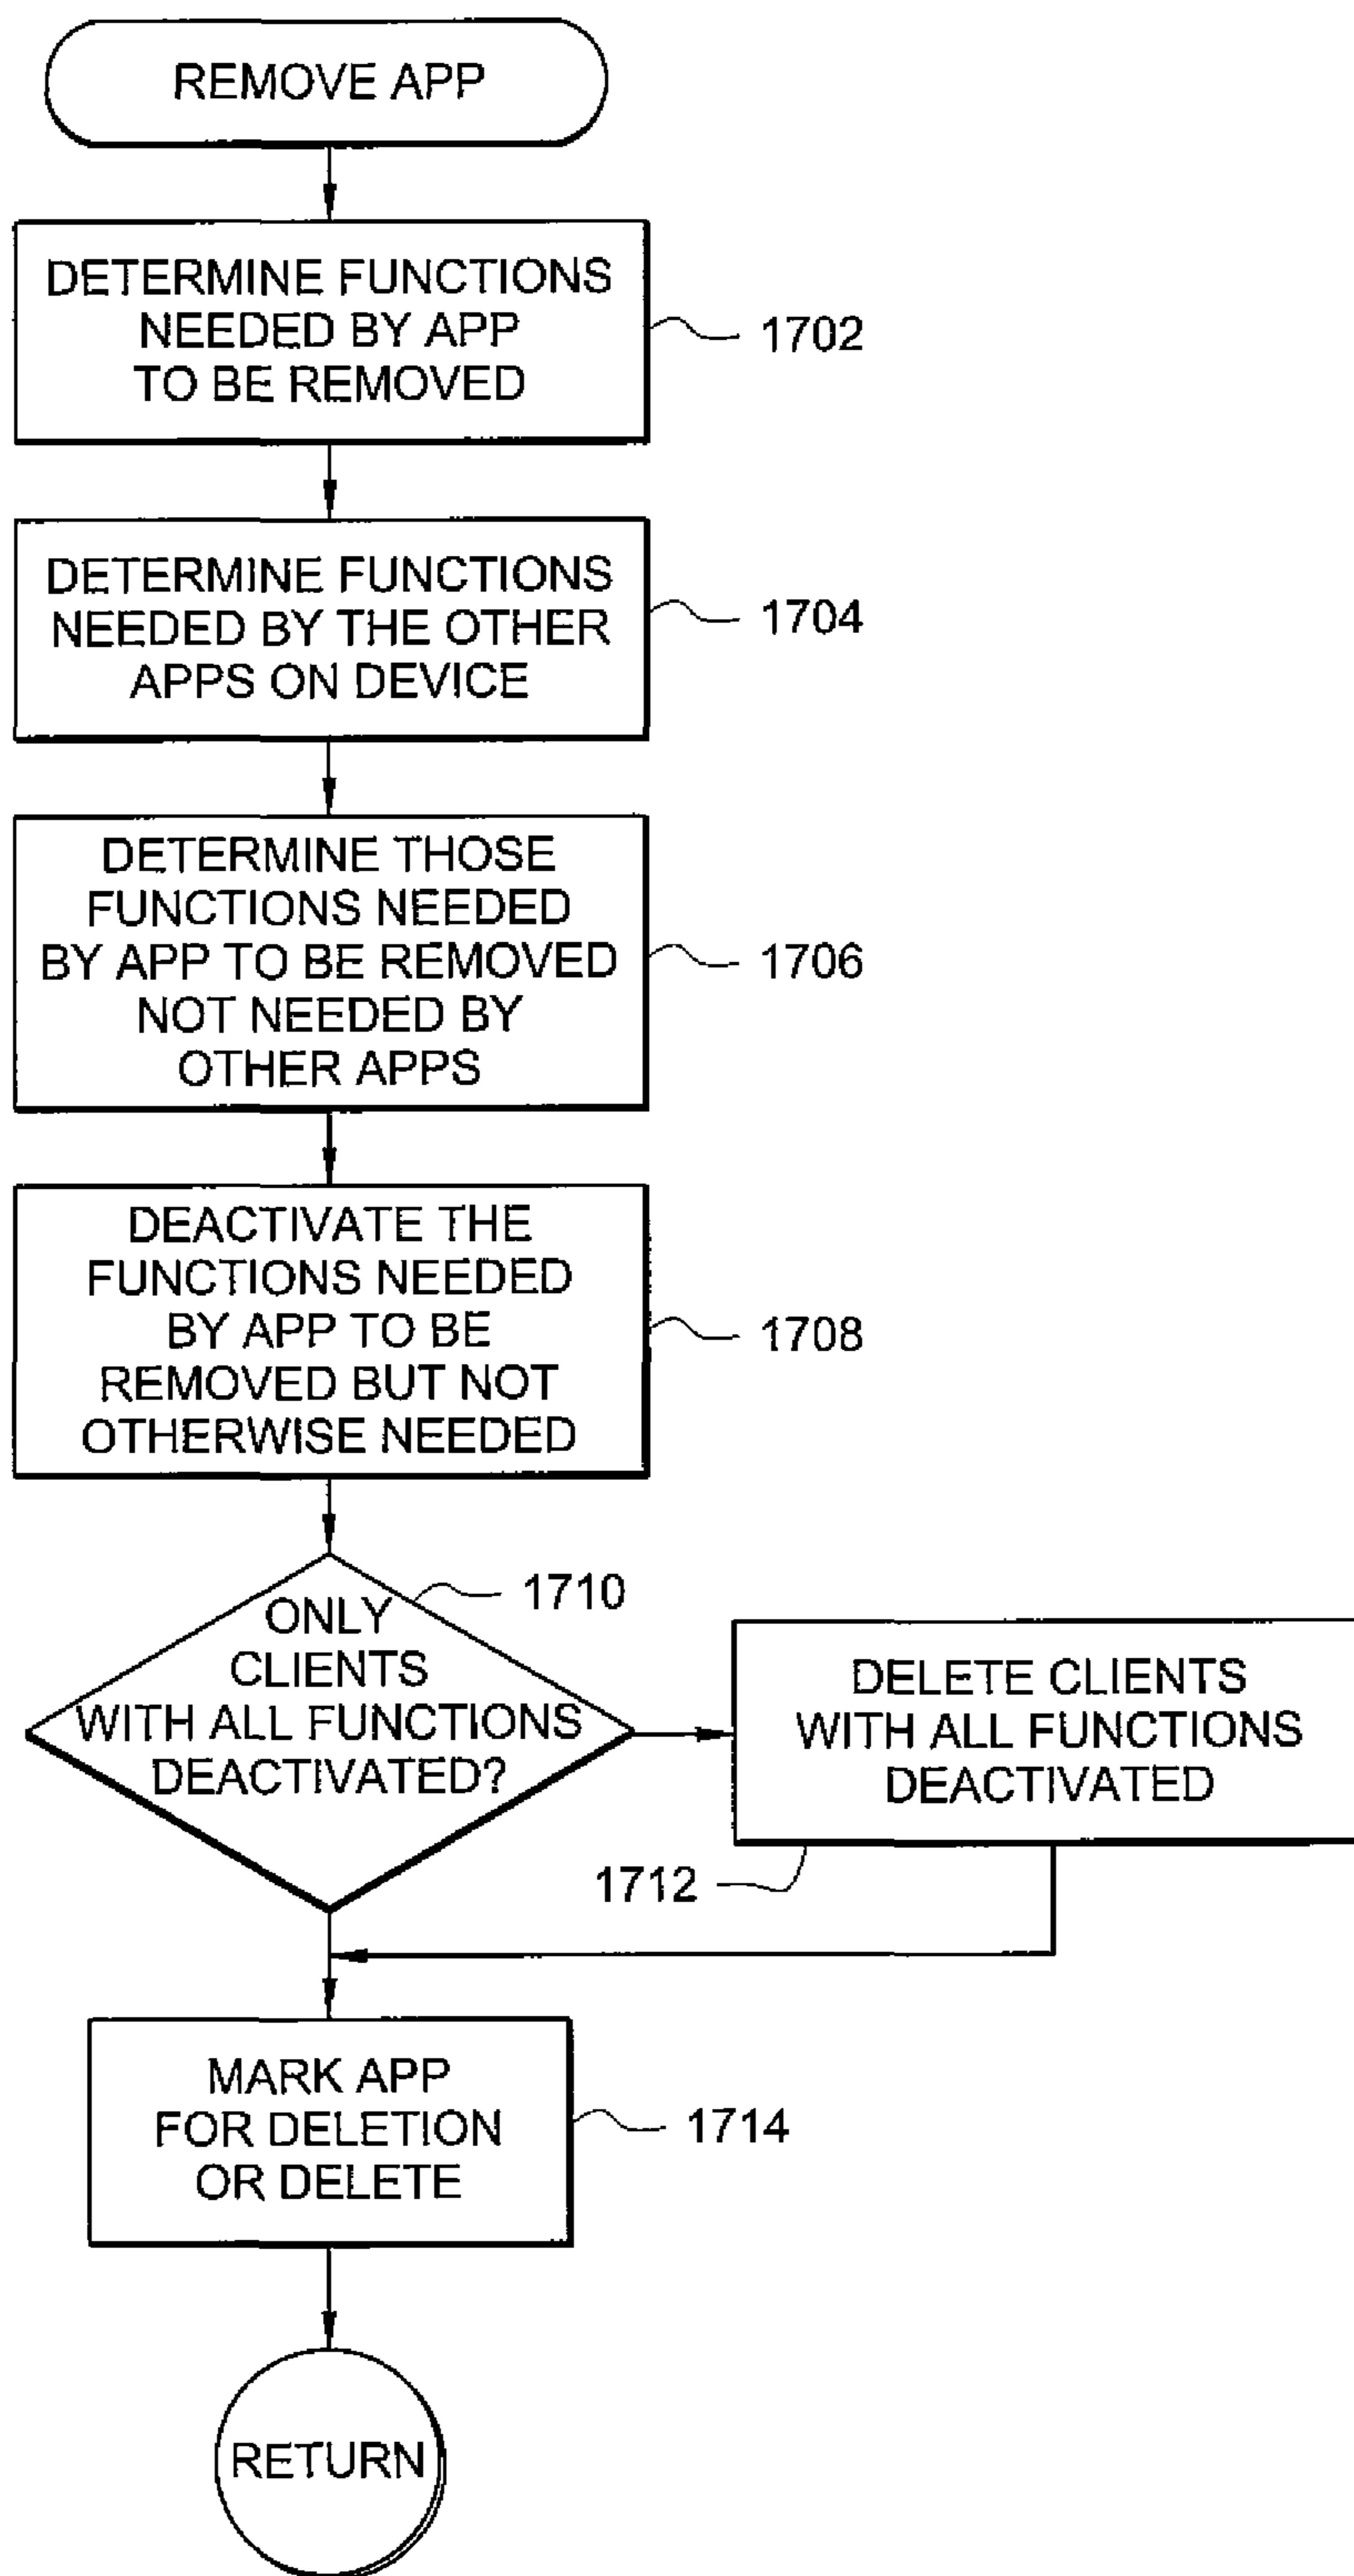 REMOVE APP
DETERMINE FUNCTIONS
NEEDED BY APP
TO BE REMOVED
1702
DETERMINE FUNCTIONS
NEEDED BY THE OTHER
APPS ON DEVICE
1704
DETERMINE THOSE
FUNCTIONS NEEDED
BY APP TO BE REMOVED
NOT NEEDED BY
OTHER APPS
1706
DEACTIVATE THE
FUNCTIONS NEEDED
BY APP TO BE
REMOVED BUT NOT
OTHERWISE NEEDED
1708
ONLY
CLIENTS
WITH ALL FUNCTIONS
DEACTIVATED?
1710
DELETE CLIENTS
WITH ALL FUNCTIONS
DEACTIVATED
1712
MARK APP
FOR DELETION
OR DELETE
1714
RETURN